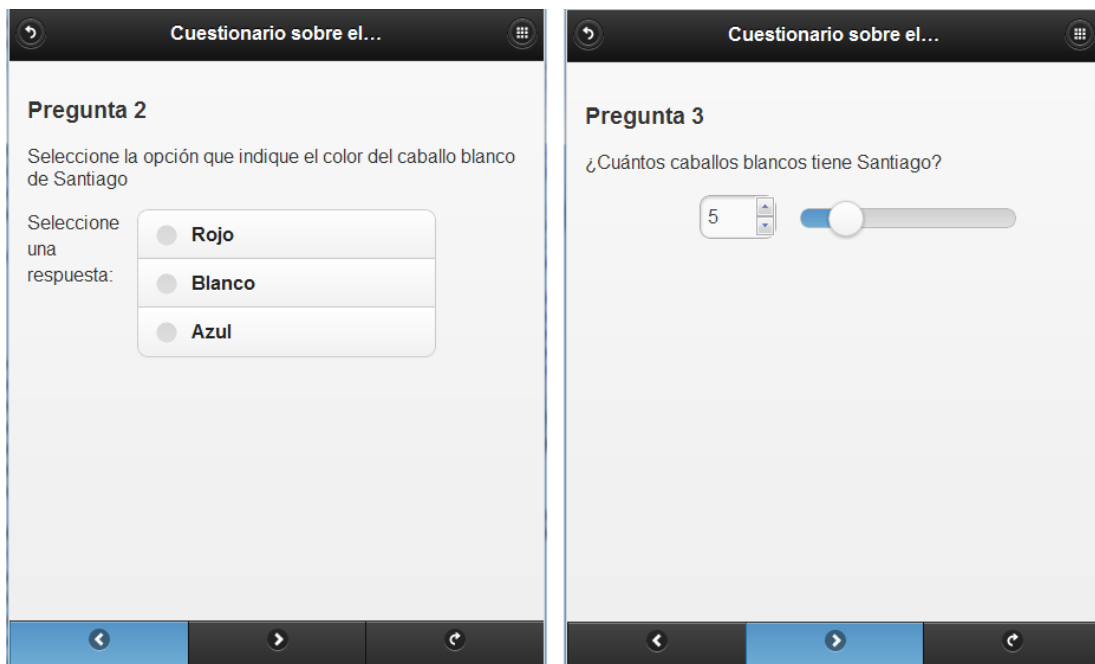 Cuestionario sobre el...
Pregunta 2
Seleccione la opción que indique el color del caballo blanco
de Santiago
Seleccione
una
respuesta:
Rojo
Blanco
Azul
Cuestionario sobre el...
Pregunta 3
¿Cuántos caballos blancos tiene Santiago?
5